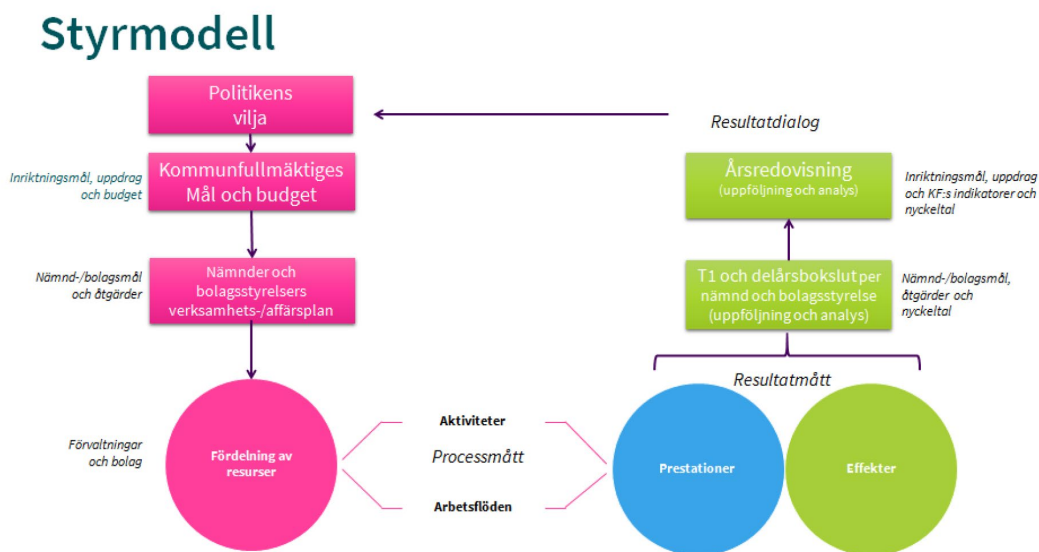 Styrmodell
Politikens
vilja
Resultatdialog
Inriktningsmål, uppdrag
och budget
Kommunfullmäktiges
Mål och budget
Årsredovisning
(uppföljning och analys)
Inriktningsmål, uppdrag
och KF:s indikatorer och
nyckeltal
Nämnd-/bolagsmål
och åtgärder
Nämnder och
bolagsstyrelsers
verksamhets-/affärsplan
T1 och delårsbokslut per
nämnd och bolagsstyrelse
(uppföljning och analys)
Nämnd-/bolagsmål,
åtgärder och
nyckeltal
Resultatmått
Förvaltningar
och bolag
Fördelning av
resurser
Aktiviteter
Processmått
Arbetsflöden
Prestationer
Effekter